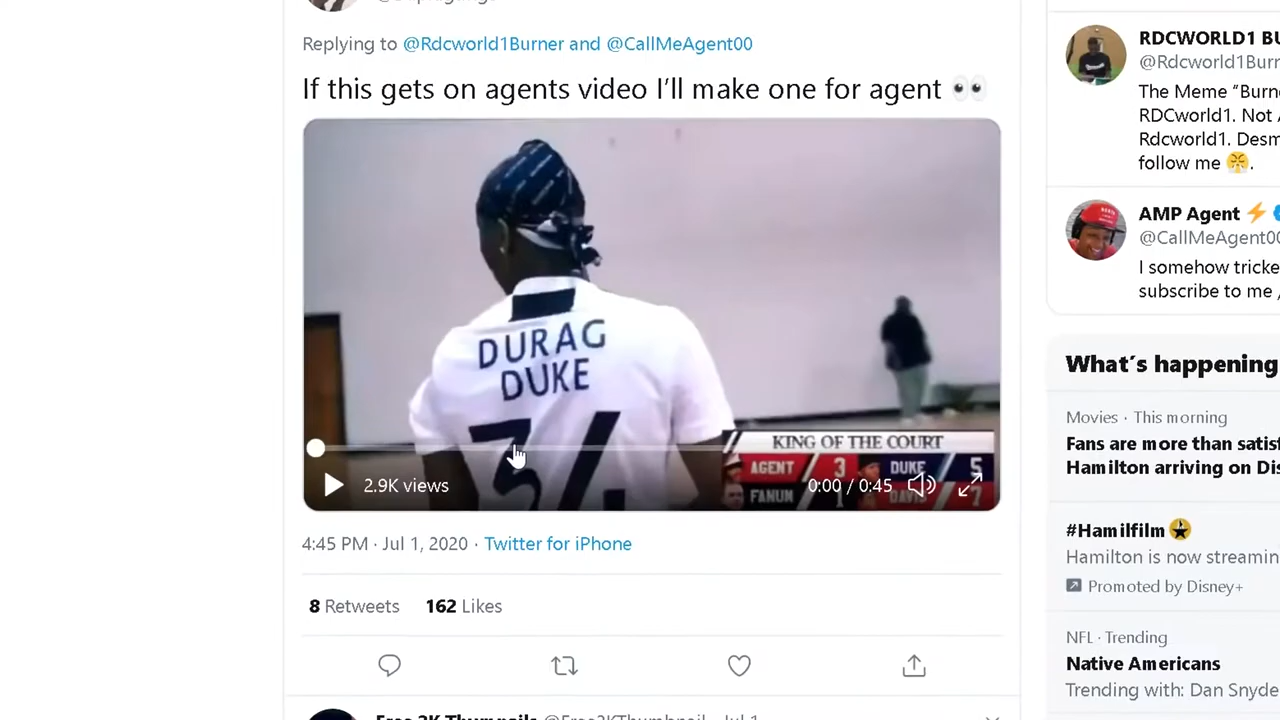 Replying to @Rdcworld1Burner and @CallMeAgent00
If this gets on agents video I'll make one for agent 👀
DURAG
DUKE
34
KING OF THE COURT
AGENT 3 DUKE 5
FANUM 1
0:00 / 0:45
2.9K views
4:45 PM · Jul 1, 2020 · Twitter for iPhone
8 Retweets 162 Likes
RDCWORLD1 BU
@Rdcworld1Burn
The Meme "Burne
RDCworld1. Not A
Rdcworld1. Desm
follow me 😤.
AMP Agent ⚡
@CallMeAgent00
I somehow tricke
subscribe to me /
What's happening
Movies · This morning
Fans are more than satisf
Hamilton arriving on Dis
#Hamilfilm
Hamilton is now streamin
Promoted by Disney+
NFL · Trending
Native Americans
Trending with: Dan Snyde